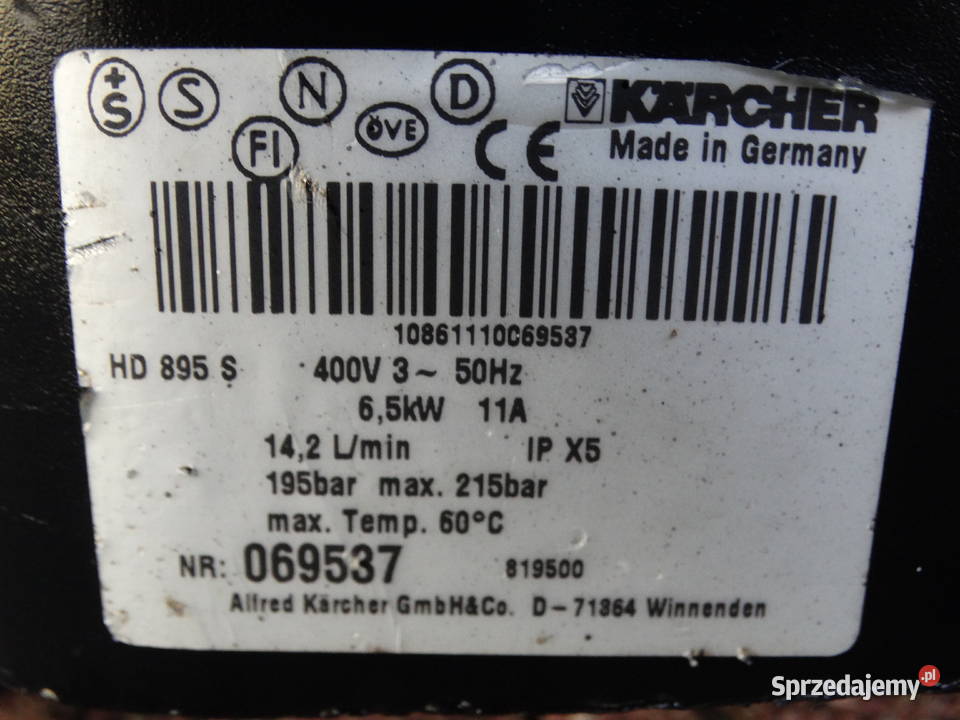 +S S N D KÄRCHER
FI ÖVE CE Made in Germany
10861110C69537
HD 895 S 400V 3~ 50Hz
6,5kW 11A
14,2 L/min IP X5
195bar max. 215bar
max. Temp. 60°C
NR: 069537 819500
Alfred Kärcher GmbH&Co. D-71364 Winnenden
Sprzedajemy.pl